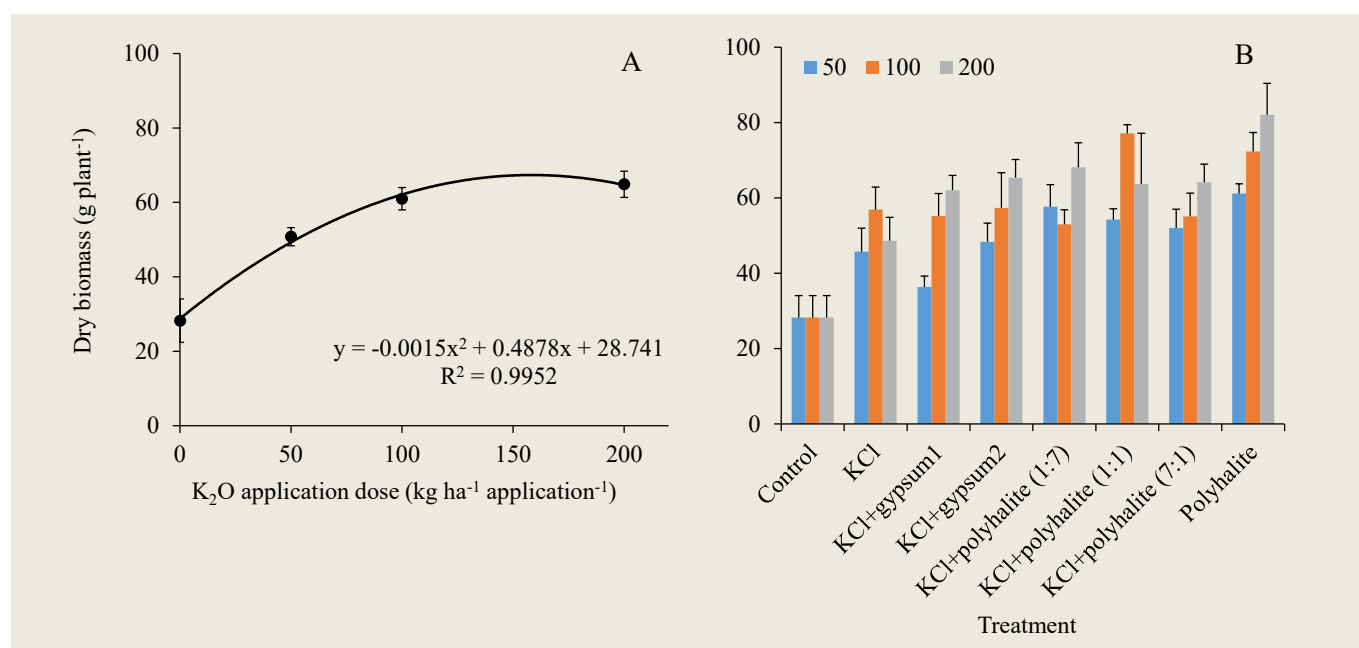 A
100
80
60
40
20
0
Dry biomass (g plant⁻¹)
y = -0.0015x² + 0.4878x + 28.741
R² = 0.9952
0 50 100 150 200
K₂O application dose (kg ha⁻¹ application⁻¹)
B
50 100 200
100
80
60
40
20
0
Control
KCl
KCl+gypsum1
KCl+gypsum2
KCl+polyhalite (1:7)
KCl+polyhalite (1:1)
KCl+polyhalite (7:1)
Polyhalite
Treatment